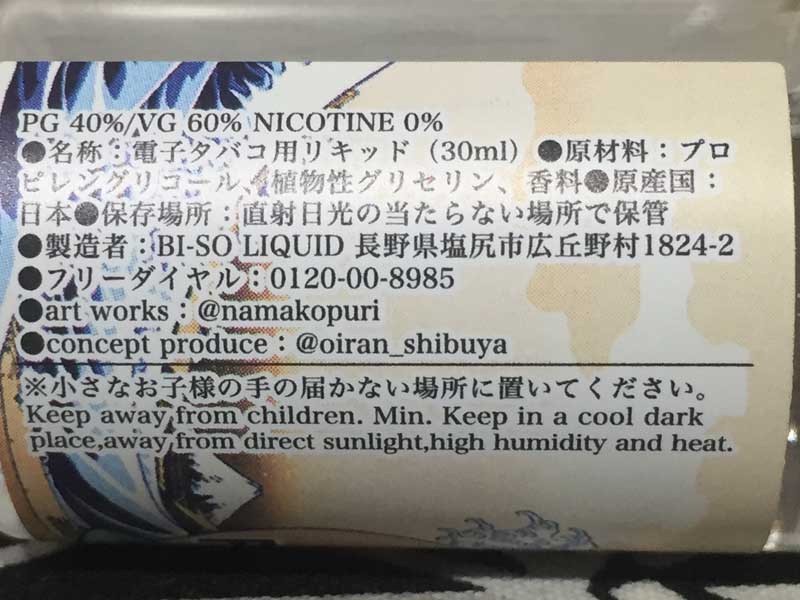 PG 40%/VG 60% NICOTINE 0%
●名称：電子タバコ用リキッド（30ml）●原材料：プロ
ピレングリコール、植物性グリセリン、香料●原産国：
日本●保存場所：直射日光の当たらない場所で保管
●製造者：BI-SO LIQUID 長野県塩尻市広丘野村1824-2
●フリーダイヤル：0120-00-8985
●art works：@namakopuri
●concept produce：@oiran_shibuya
※小さなお子様の手の届かない場所に置いてください。
Keep away from children. Min. Keep in a cool dark
place,away from direct sunlight,high humidity and heat.